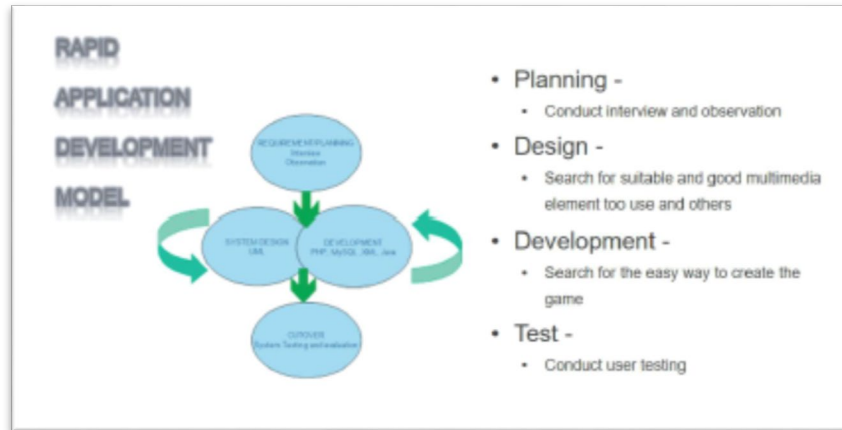 RAPID
APPLICATION
DEVELOPMENT
MODEL
REQUIREMENT PLANNING
Interview
Observation
SYSTEM DESIGN
UML
DEVELOPMENT
PHP, MySQL, XML, Java
CUTOVER
System Testing and evaluation
• Planning -
• Conduct interview and observation
• Design -
• Search for suitable and good multimedia
element too use and others
• Development -
• Search for the easy way to create the
game
• Test -
• Conduct user testing